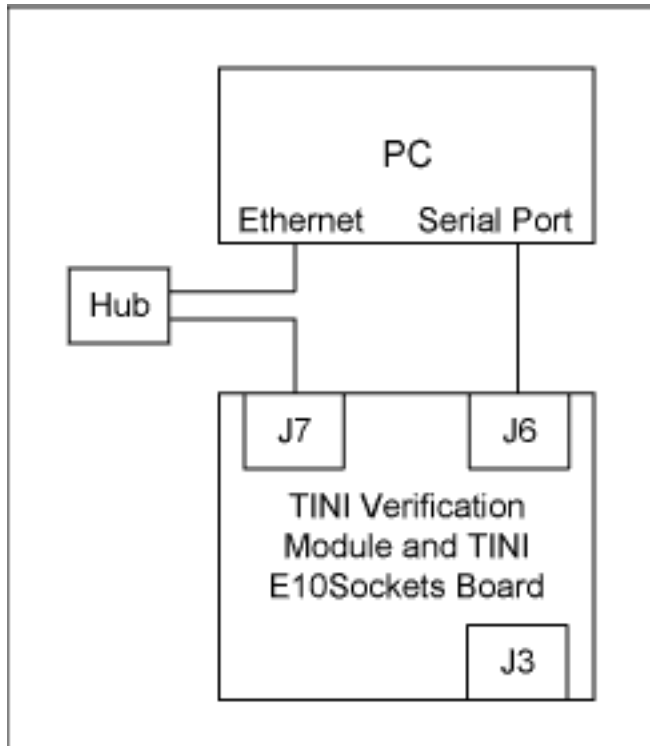 PC
Ethernet
Serial Port
Hub
J7
J6
TINI Verification
Module and TINI
E10Sockets Board
J3